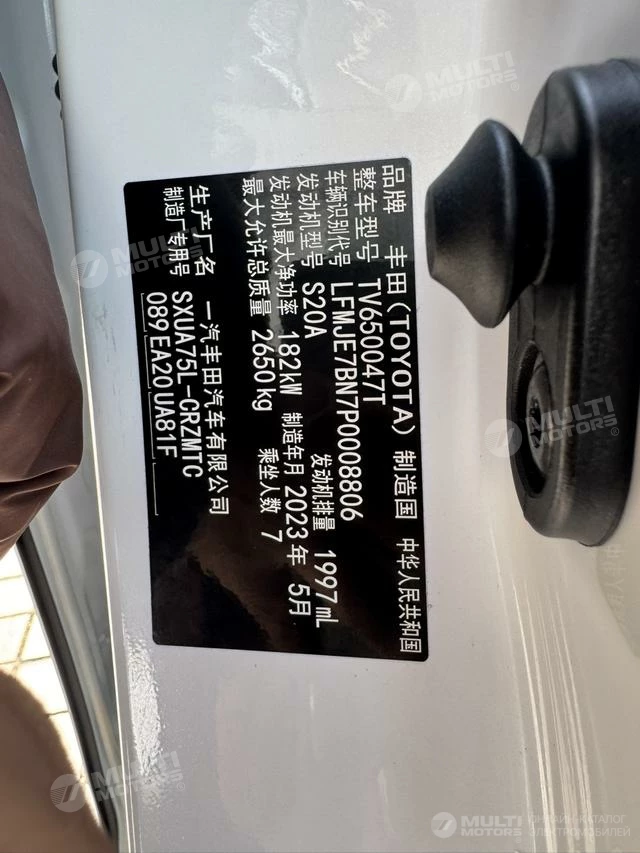 品牌 丰田(TOYOTA) 制造国 中华人民共和国
整车型号 TV650047T
车辆识别代号 LFMJE7BN7P0008806
发动机型号 S20A 发动机排量 1997mL
发动机最大净功率 182kW 制造年月 2023年 5月
最大允许总质量 2650kg 乘坐人数 7
生产厂名 一汽丰田汽车有限公司
制造厂专用号 SXUA75L-CRZMTC
089 EA20 UA81F
MULTI MOTORS®
MULTI MOTORS®
MULTI MOTORS®
MULTI MOTORS®
MULTI MOTORS® ОНЛАЙН-КАТАЛОГ ЭЛЕКТРОМОБИЛЕЙ